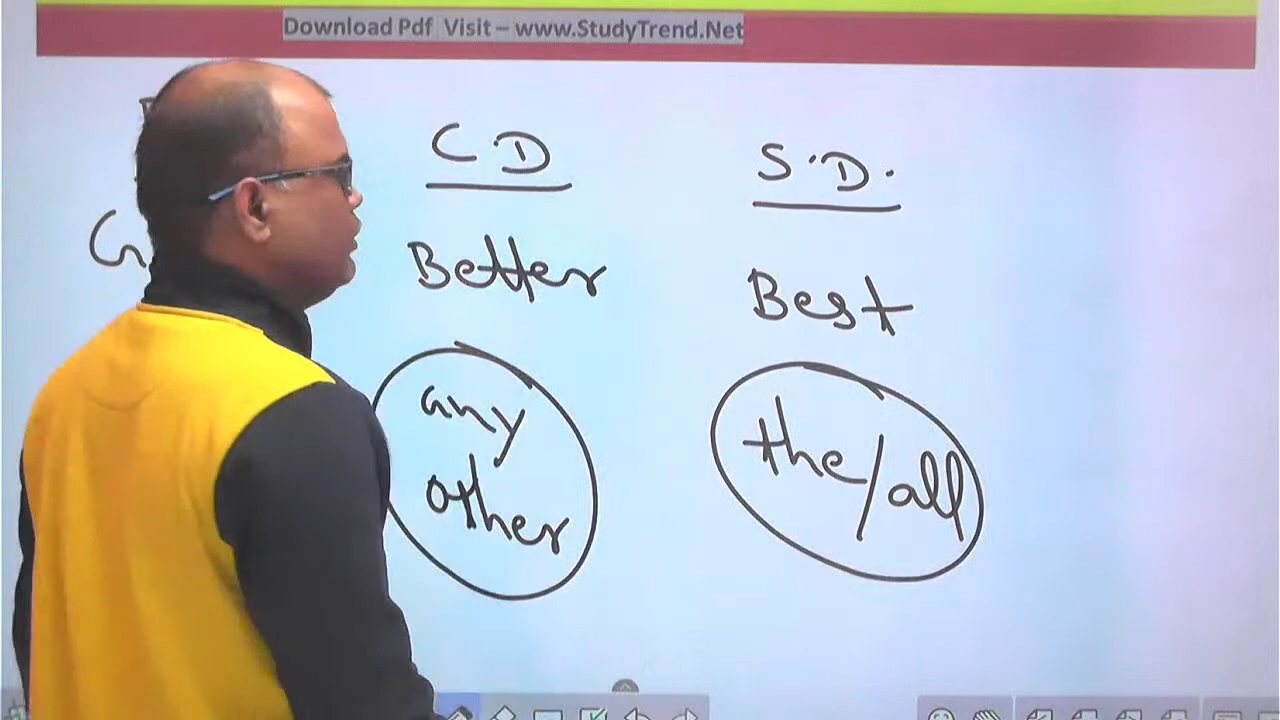 Download Pdf Visit – www.StudyTrend.Net
C D
S.D.
Better
Best
any
other
the/all